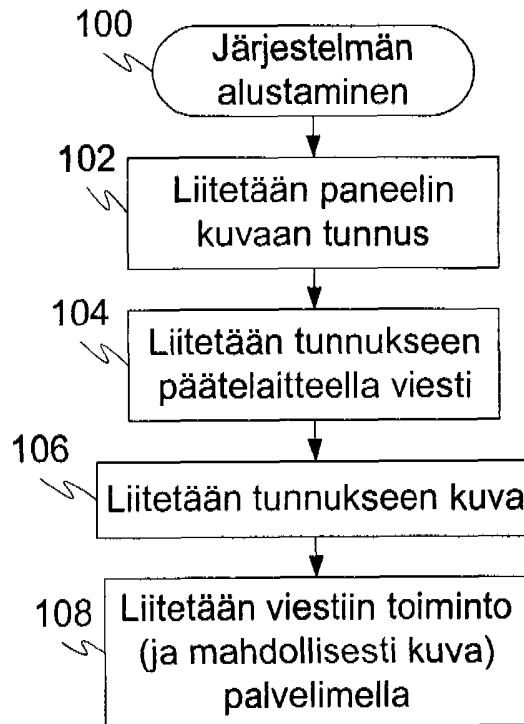 100
Järjestelmän
alustaminen
102
Liitetään paneelin
kuvaan tunnus
104
Liitetään tunnukseen
päätelaitteella viesti
106
Liitetään tunnukseen kuva
108
Liitetään viestiin toiminto
(ja mahdollisesti kuva)
palvelimella